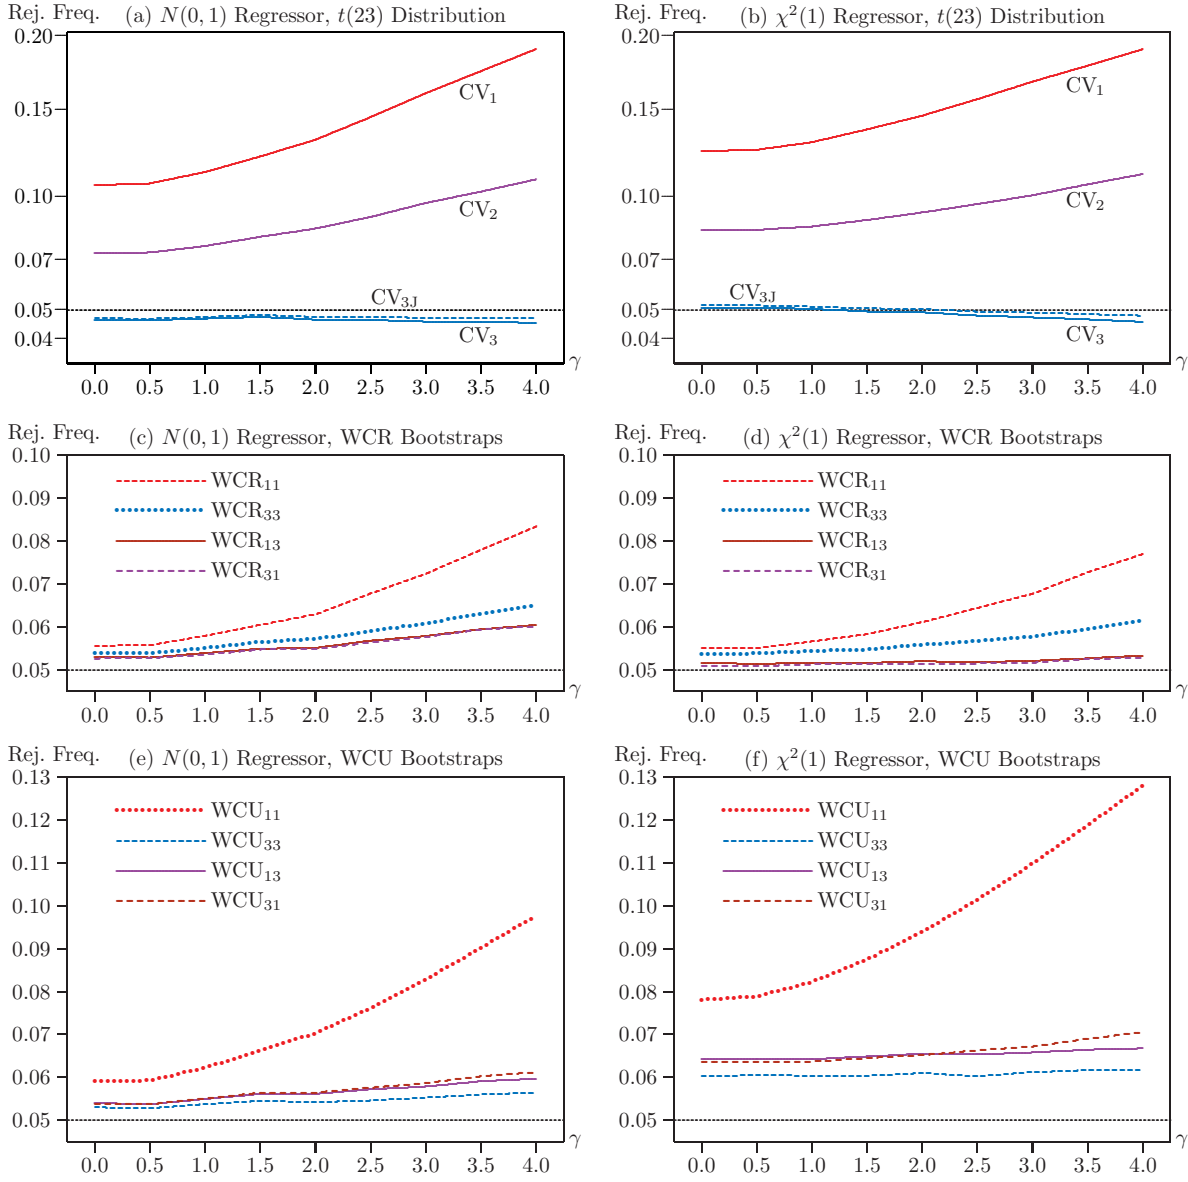 Rej. Freq.
(a) N(0, 1) Regressor, t(23) Distribution
0.20
0.15
0.10
0.07
0.05
0.04
CV₁
CV₂
CV₃J
CV₃
γ
0.0 0.5 1.0 1.5 2.0 2.5 3.0 3.5 4.0
Rej. Freq.
(b) χ²(1) Regressor, t(23) Distribution
0.20
0.15
0.10
0.07
0.05
0.04
CV₁
CV₂
CV₃J
CV₃
γ
0.0 0.5 1.0 1.5 2.0 2.5 3.0 3.5 4.0
Rej. Freq.
(c) N(0, 1) Regressor, WCR Bootstraps
0.10
0.09
0.08
0.07
0.06
0.05
WCR₁₁
WCR₃₃
WCR₁₃
WCR₃₁
γ
0.0 0.5 1.0 1.5 2.0 2.5 3.0 3.5 4.0
Rej. Freq.
(d) χ²(1) Regressor, WCR Bootstraps
0.10
0.09
0.08
0.07
0.06
0.05
WCR₁₁
WCR₃₃
WCR₁₃
WCR₃₁
γ
0.0 0.5 1.0 1.5 2.0 2.5 3.0 3.5 4.0
Rej. Freq.
(e) N(0, 1) Regressor, WCU Bootstraps
0.13
0.12
0.11
0.10
0.09
0.08
0.07
0.06
0.05
WCU₁₁
WCU₃₃
WCU₁₃
WCU₃₁
γ
0.0 0.5 1.0 1.5 2.0 2.5 3.0 3.5 4.0
Rej. Freq.
(f) χ²(1) Regressor, WCU Bootstraps
0.13
0.12
0.11
0.10
0.09
0.08
0.07
0.06
0.05
WCU₁₁
WCU₃₃
WCU₁₃
WCU₃₁
γ
0.0 0.5 1.0 1.5 2.0 2.5 3.0 3.5 4.0